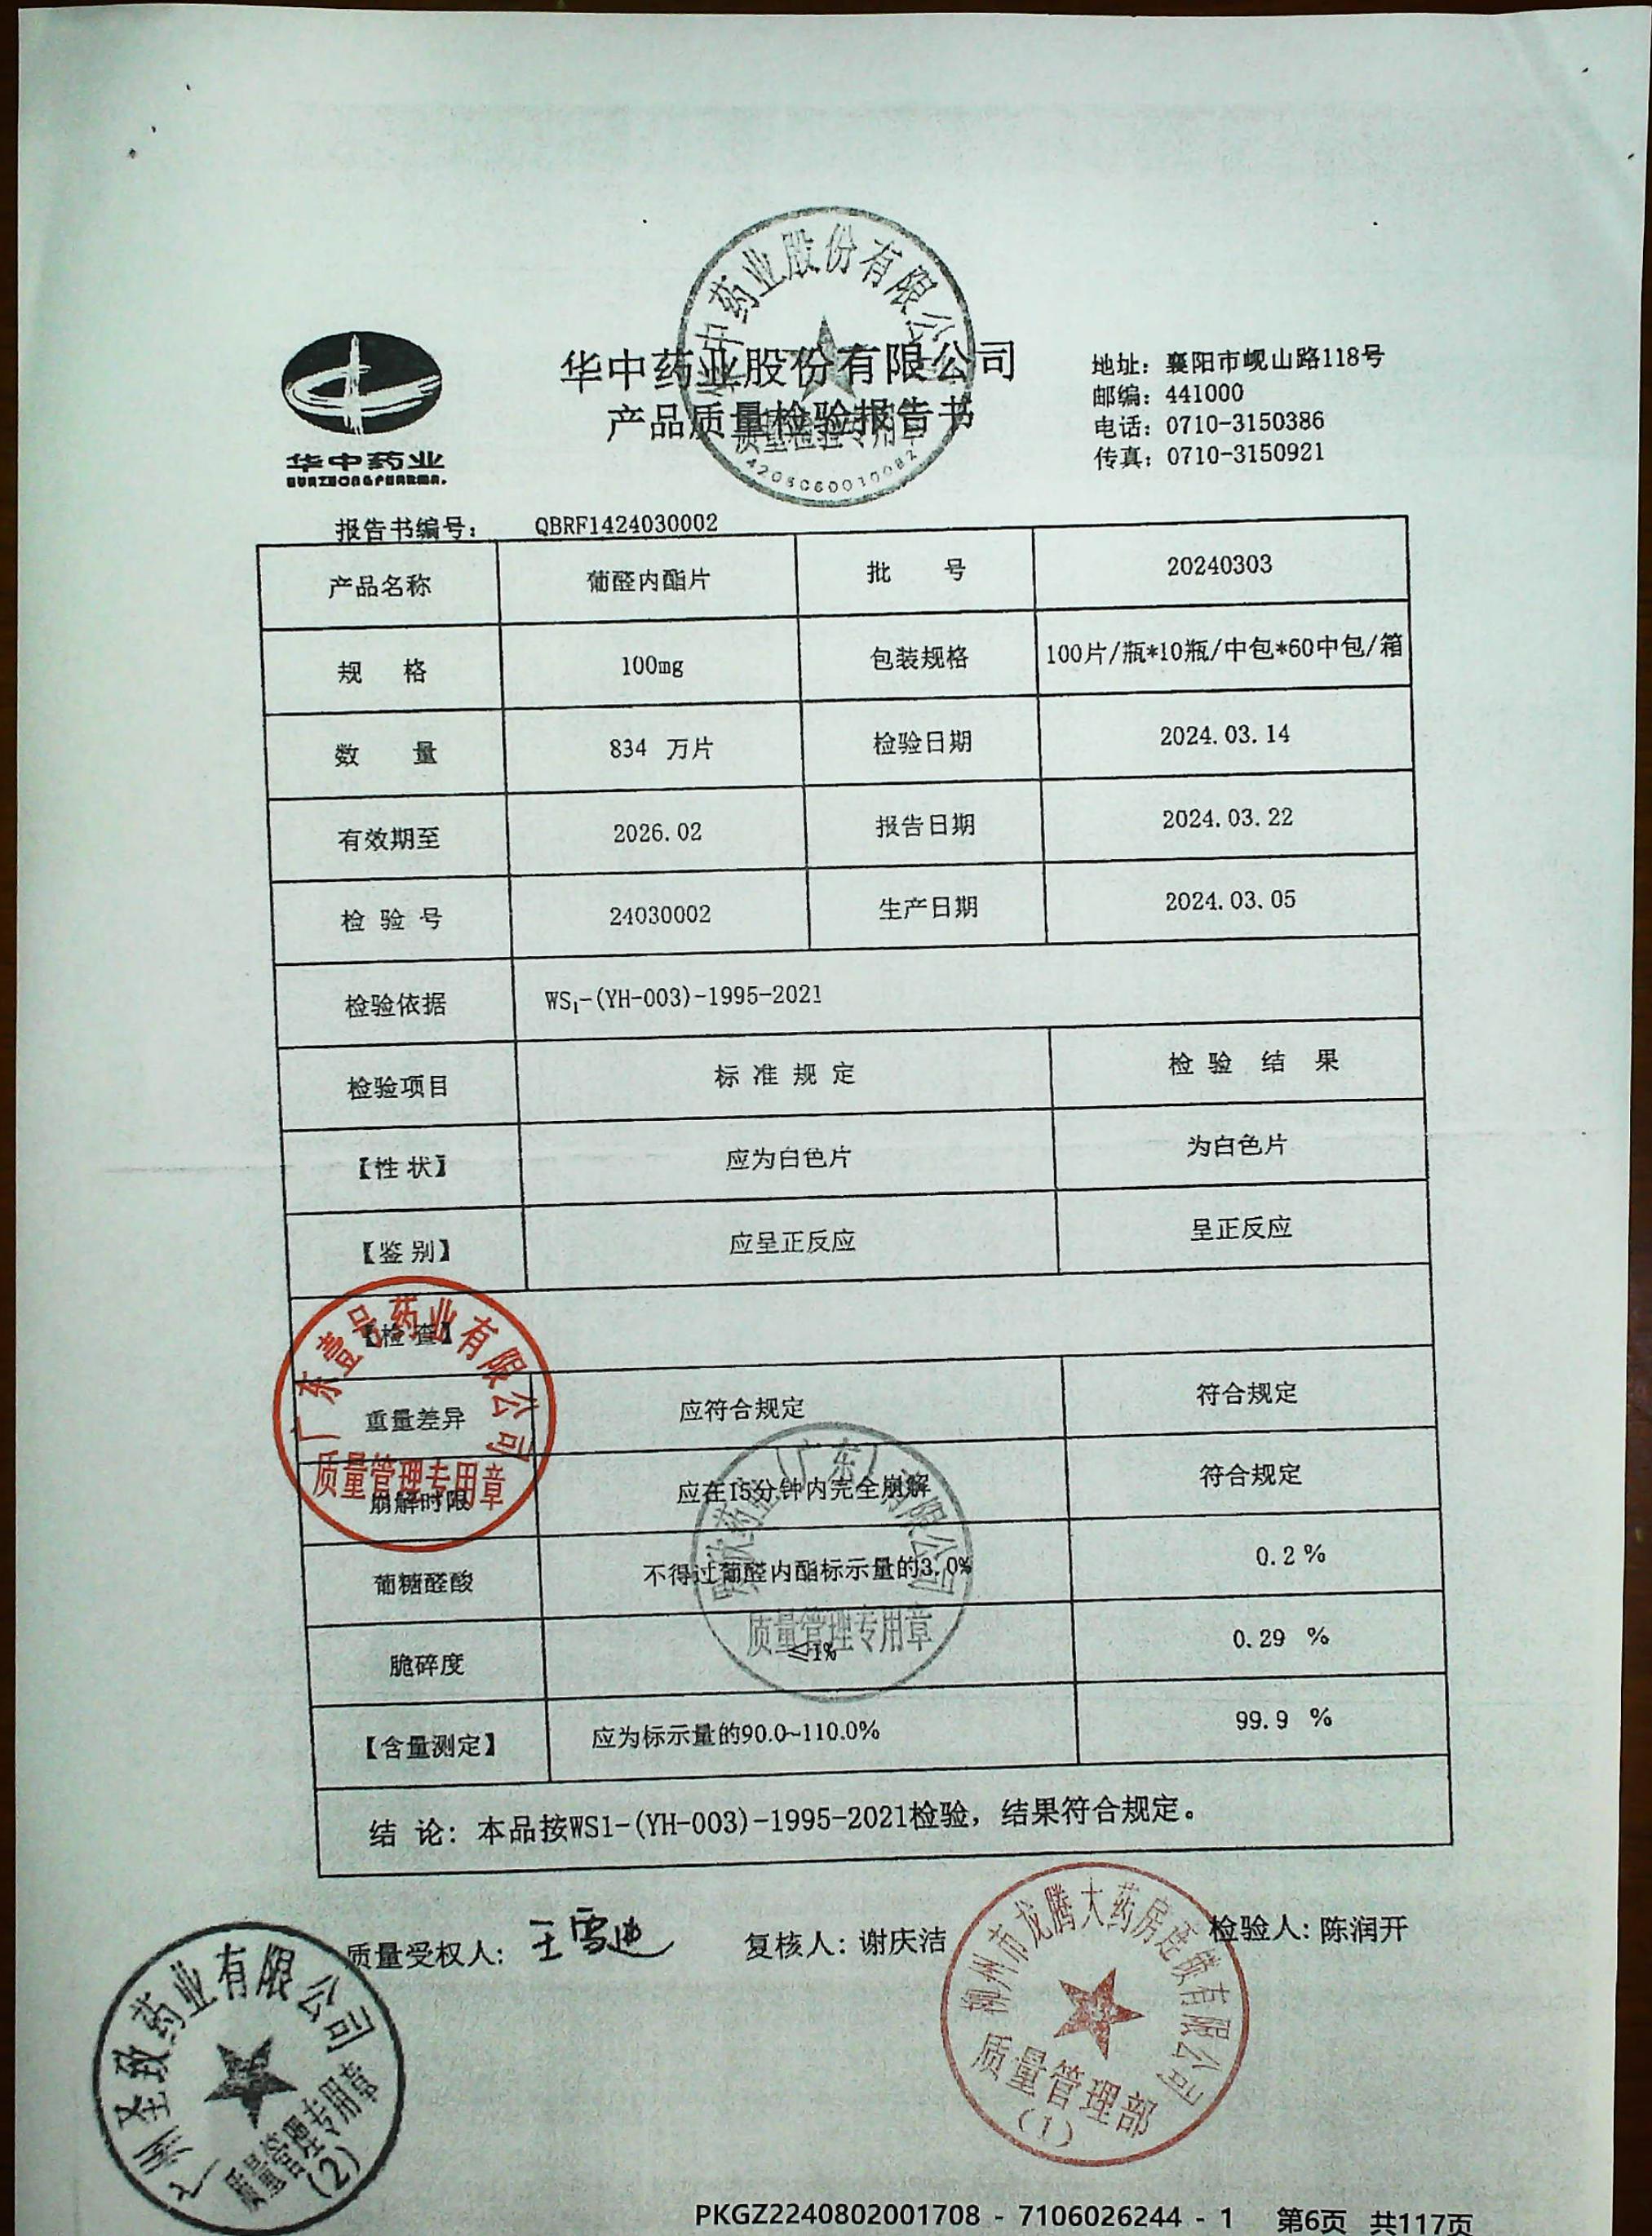 华中药业股份有限公司
质量检验专用章
4206060010082
华中药业
HUAZHONG PHARMA.
华中药业股份有限公司
产品质量检验报告书
地址：襄阳市岘山路118号
邮编：441000
电话：0710-3150386
传真：0710-3150921
报告书编号： QBRF1424030002
产品名称 葡醛内酯片 批 号 20240303
规 格 100mg 包装规格 100片/瓶*10瓶/中包*60中包/箱
数 量 834 万片 检验日期 2024.03.14
有效期至 2026.02 报告日期 2024.03.22
检 验 号 24030002 生产日期 2024.03.05
检验依据 WS₁-(YH-003)-1995-2021
检验项目 标 准 规 定 检 验 结 果
【性 状】 应为白色片 为白色片
【鉴 别】 应呈正反应 呈正反应
【检 查】
重量差异 应符合规定 符合规定
崩解时限 应在15分钟内完全崩解 符合规定
葡糖醛酸 不得过葡醛内酯标示量的3.0% 0.2%
脆碎度 ≤1% 0.29 %
【含量测定】 应为标示量的90.0~110.0% 99.9 %
结 论：本品按WS1-(YH-003)-1995-2021检验，结果符合规定。
广东壹号药业有限公司
质量管理专用章
药业（广东）有限公司
质量管理专用章
质量受权人： 王雪迪 复核人：谢庆洁 检验人：陈润开
广州圣致药业有限公司
质量管理专用章
(2)
柳州市龙腾大药房连锁有限公司
质量管理部
(1)
PKGZ2240802001708 - 7106026244 - 1 第6页 共117页